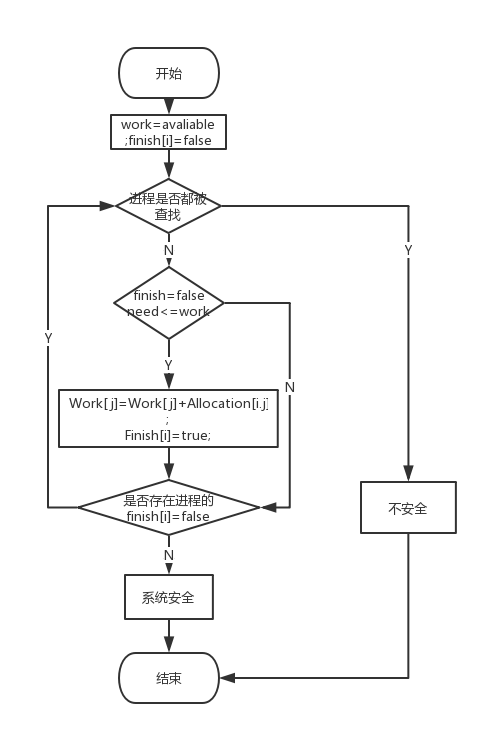 开始
work=avaliable
;finish[i]=false
进程是否都被
查找
N
Y
finish=false
need<=work
Y
Y
N
Work[j]=Work[j]+Allocation[i.j]
;
Finish[i]=true;
是否存在进程的
finish[i]=false
不安全
N
系统安全
结束